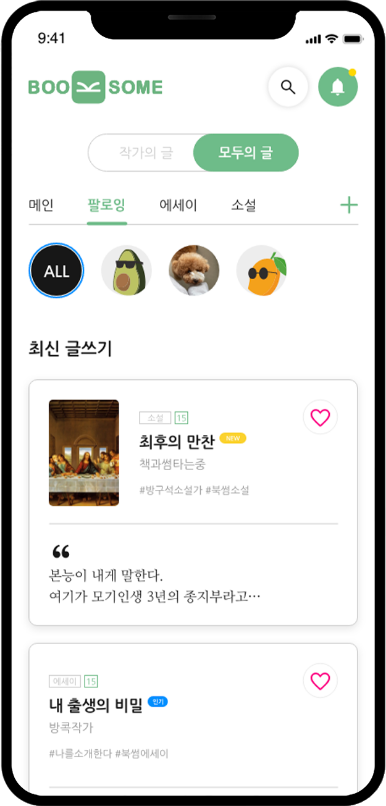 9:41
BOO SOME
작가의 글 모두의 글
메인 팔로잉 에세이 소설
ALL
최신 글쓰기
소설 15
최후의 만찬 NEW
책과썸타는중
#방구석소설가 #북썸소설
“
본능이 내게 말한다.
여기가 모기인생 3년의 종지부라고…
에세이 15
내 출생의 비밀 인기
방콕작가
#나를소개한다 #북썸에세이